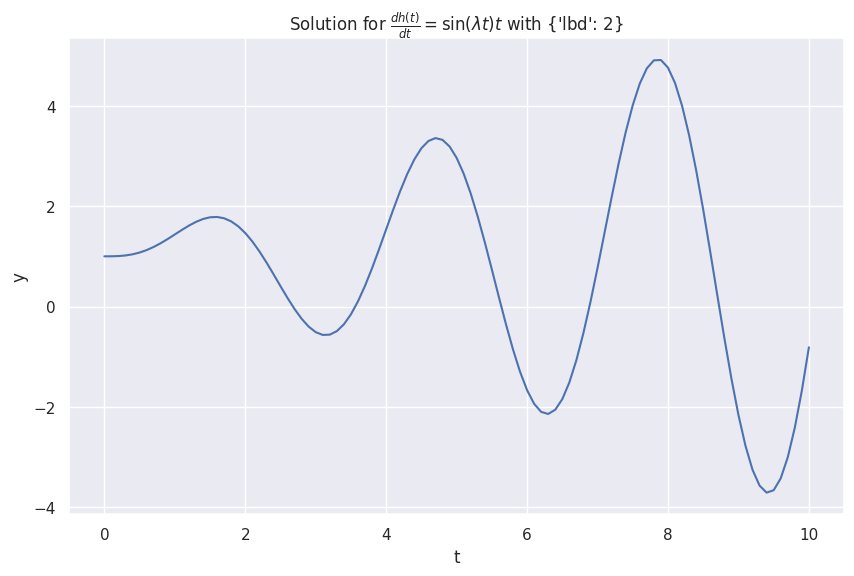 Solution for $\frac{dh(t)}{dt} = \sin(\lambda t)t$ with {'lbd': 2}
y
4
2
0
−2
−4
0 2 4 6 8 10
t